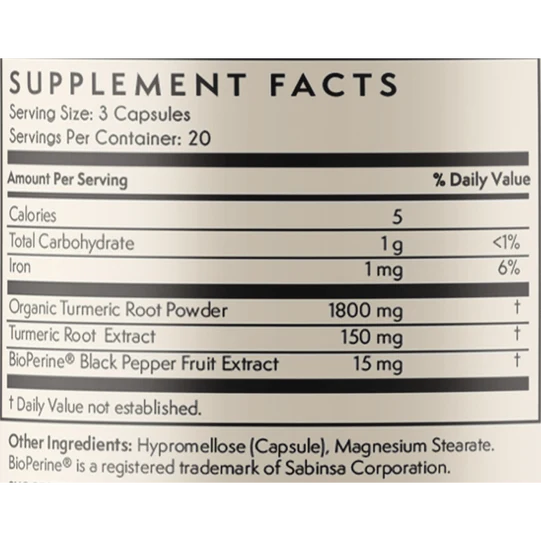 SUPPLEMENT FACTS
Serving Size: 3 Capsules
Servings Per Container: 20
Amount Per Serving % Daily Value
Calories 5
Total Carbohydrate 1 g <1%
Iron 1 mg 6%
Organic Turmeric Root Powder 1800 mg †
Turmeric Root Extract 150 mg †
BioPerine® Black Pepper Fruit Extract 15 mg †
† Daily Value not established.
Other Ingredients: Hypromellose (Capsule), Magnesium Stearate.
BioPerine® is a registered trademark of Sabinsa Corporation.